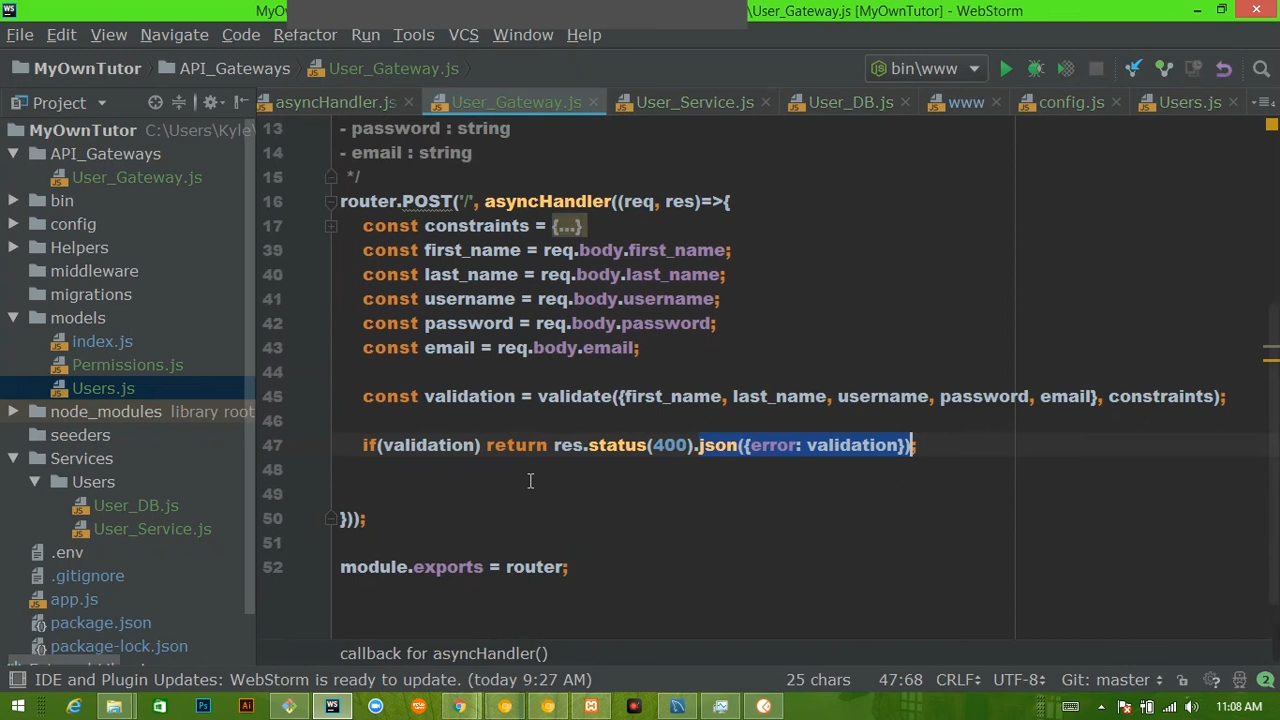 WS MyO \User_Gateway.js [MyOwnTutor] - WebStorm
File Edit View Navigate Code Refactor Run Tools VCS Window Help
MyOwnTutor API_Gateways User_Gateway.js bin\www
Project asyncHandler.js User_Gateway.js User_Service.js User_DB.js www config.js Users.js
MyOwnTutor C:\Users\Kyle\
API_Gateways
User_Gateway.js
bin
config
Helpers
middleware
migrations
models
index.js
Permissions.js
Users.js
node_modules library root
seeders
Services
Users
User_DB.js
User_Service.js
.env
.gitignore
app.js
package.json
package-lock.json
13 - password : string
14 - email : string
15 */
16 router.POST('/', asyncHandler((req, res)=>{
17 const constraints = {...}
39 const first_name = req.body.first_name;
40 const last_name = req.body.last_name;
41 const username = req.body.username;
42 const password = req.body.password;
43 const email = req.body.email;
44
45 const validation = validate({first_name, last_name, username, password, email}, constraints);
46
47 if(validation) return res.status(400).json({error: validation});
48
49
50 }));
51
52 module.exports = router;
callback for asyncHandler()
IDE and Plugin Updates: WebStorm is ready to update. (today 9:27 AM) 25 chars 47:68 CRLF UTF-8 Git: master 2
11:08 AM